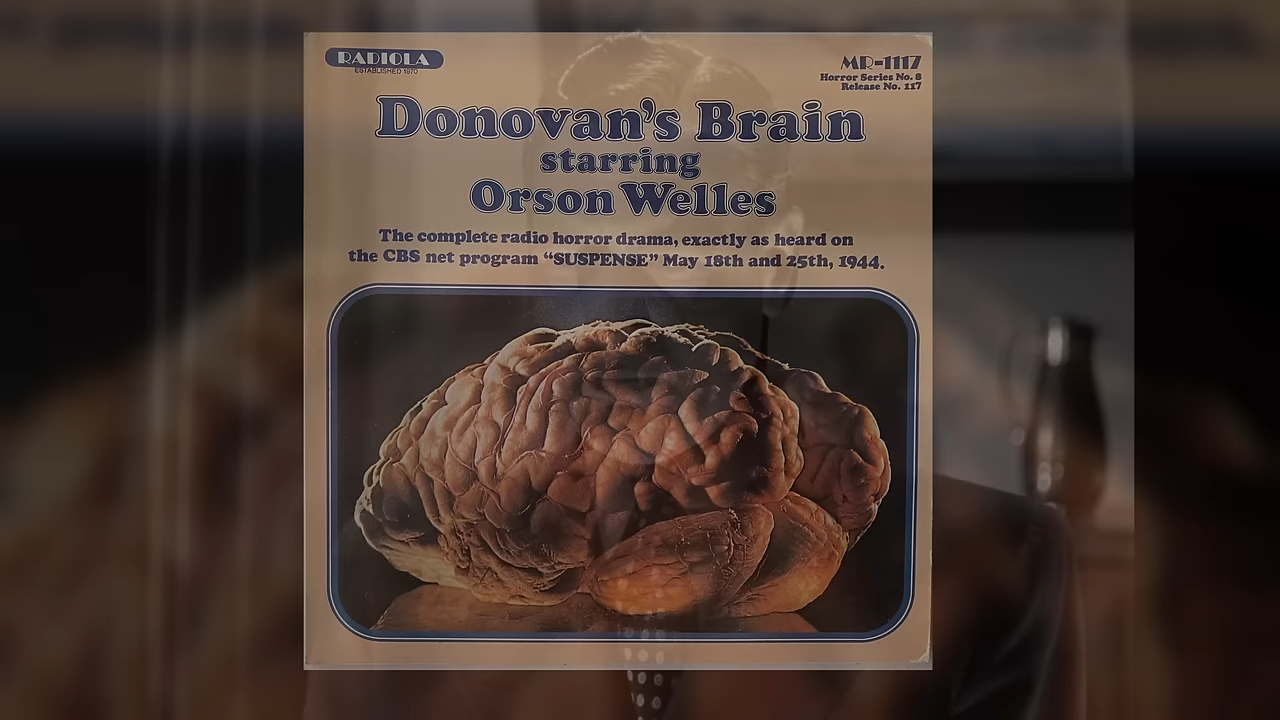 RADIOLA
ESTABLISHED 1970
MR-1117
Horror Series No. 8
Release No. 117
Donovan's Brain
starring
Orson Welles
The complete radio horror drama, exactly as heard on
the CBS net program “SUSPENSE” May 18th and 25th, 1944.